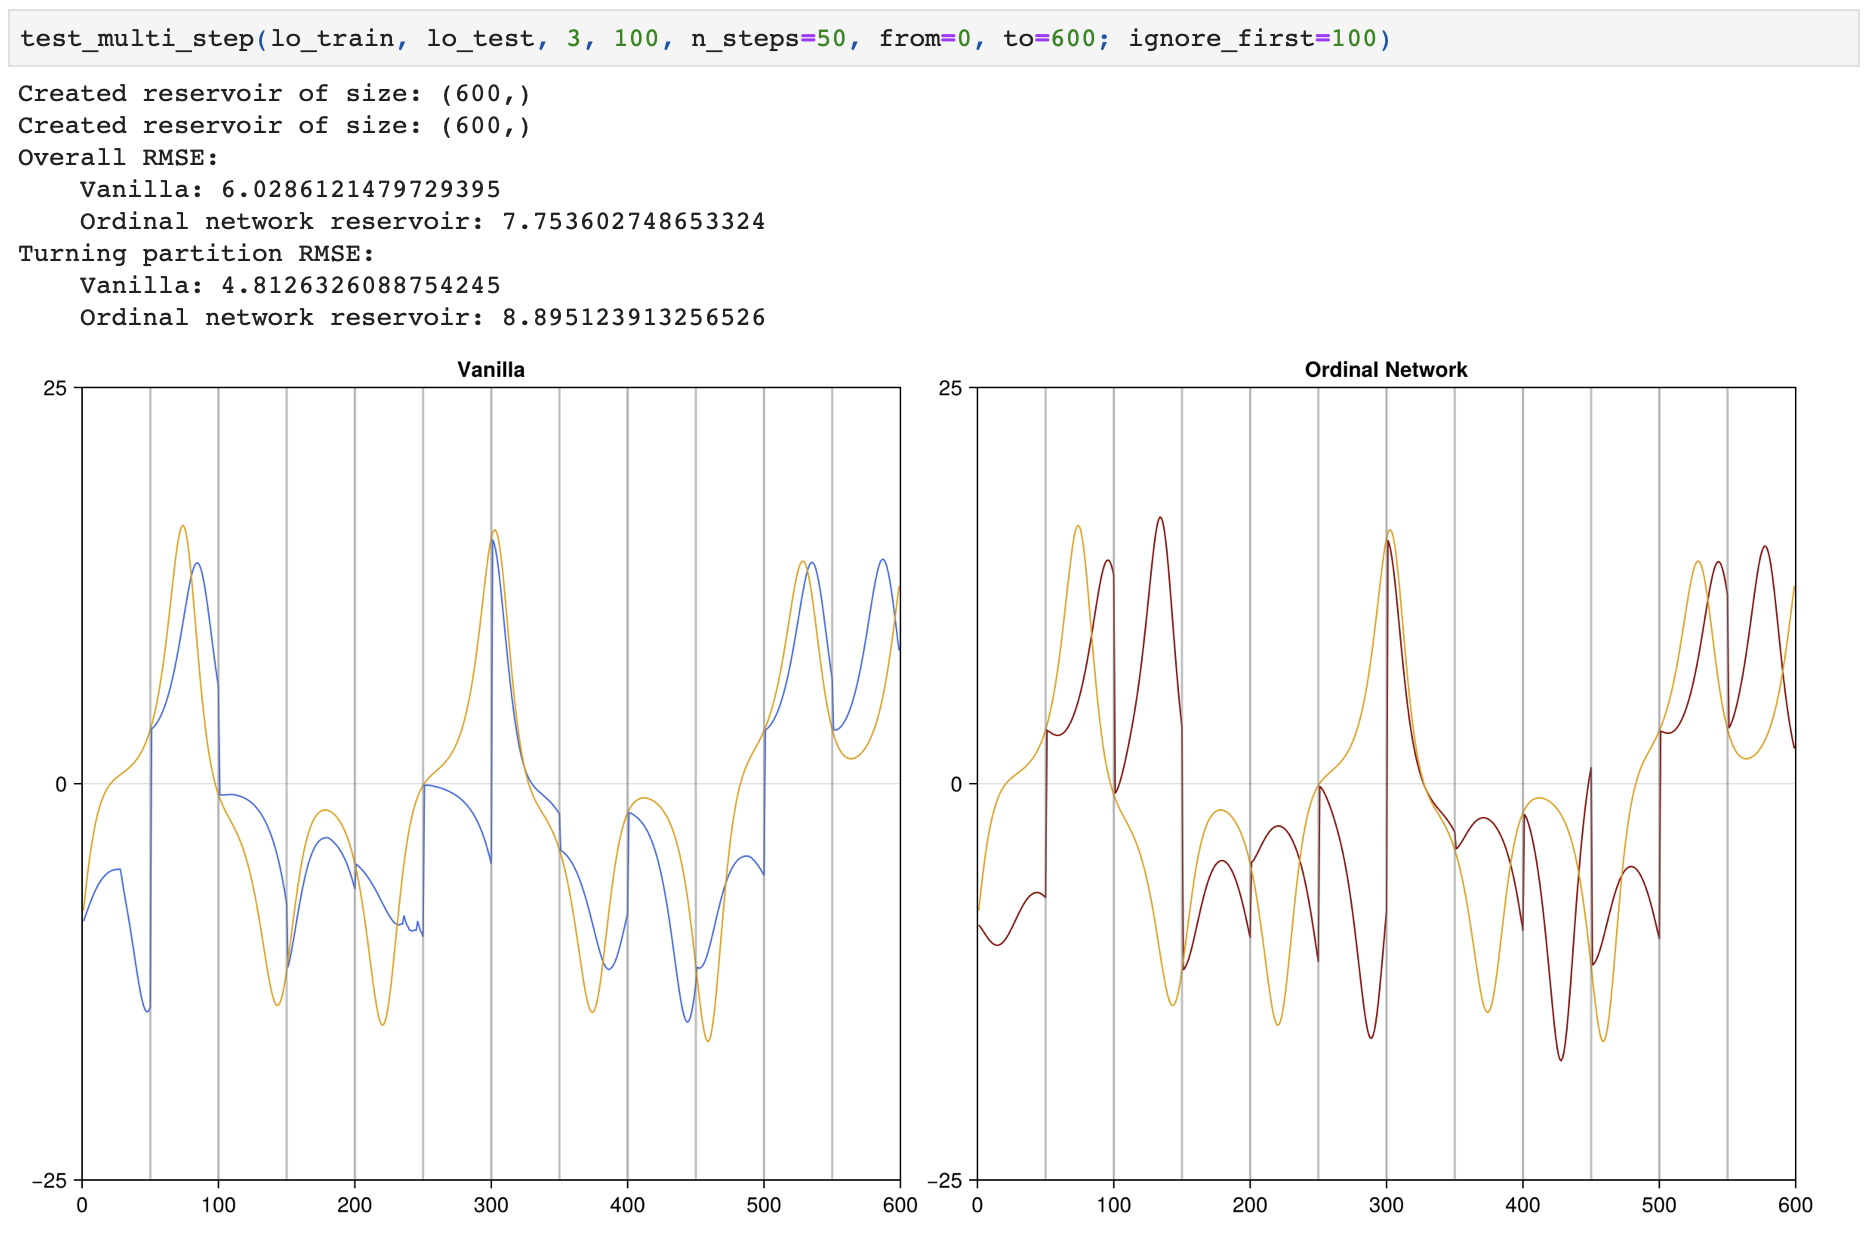 test_multi_step(lo_train, lo_test, 3, 100, n_steps=50, from=0, to=600; ignore_first=100)
Created reservoir of size: (600,)
Created reservoir of size: (600,)
Overall RMSE:
Vanilla: 6.0286121479729395
Ordinal network reservoir: 7.753602748653324
Turning partition RMSE:
Vanilla: 4.8126326088754245
Ordinal network reservoir: 8.895123913256526
Vanilla
25
0
−25
0 100 200 300 400 500 600
Ordinal Network
25
0
−25
0 100 200 300 400 500 600